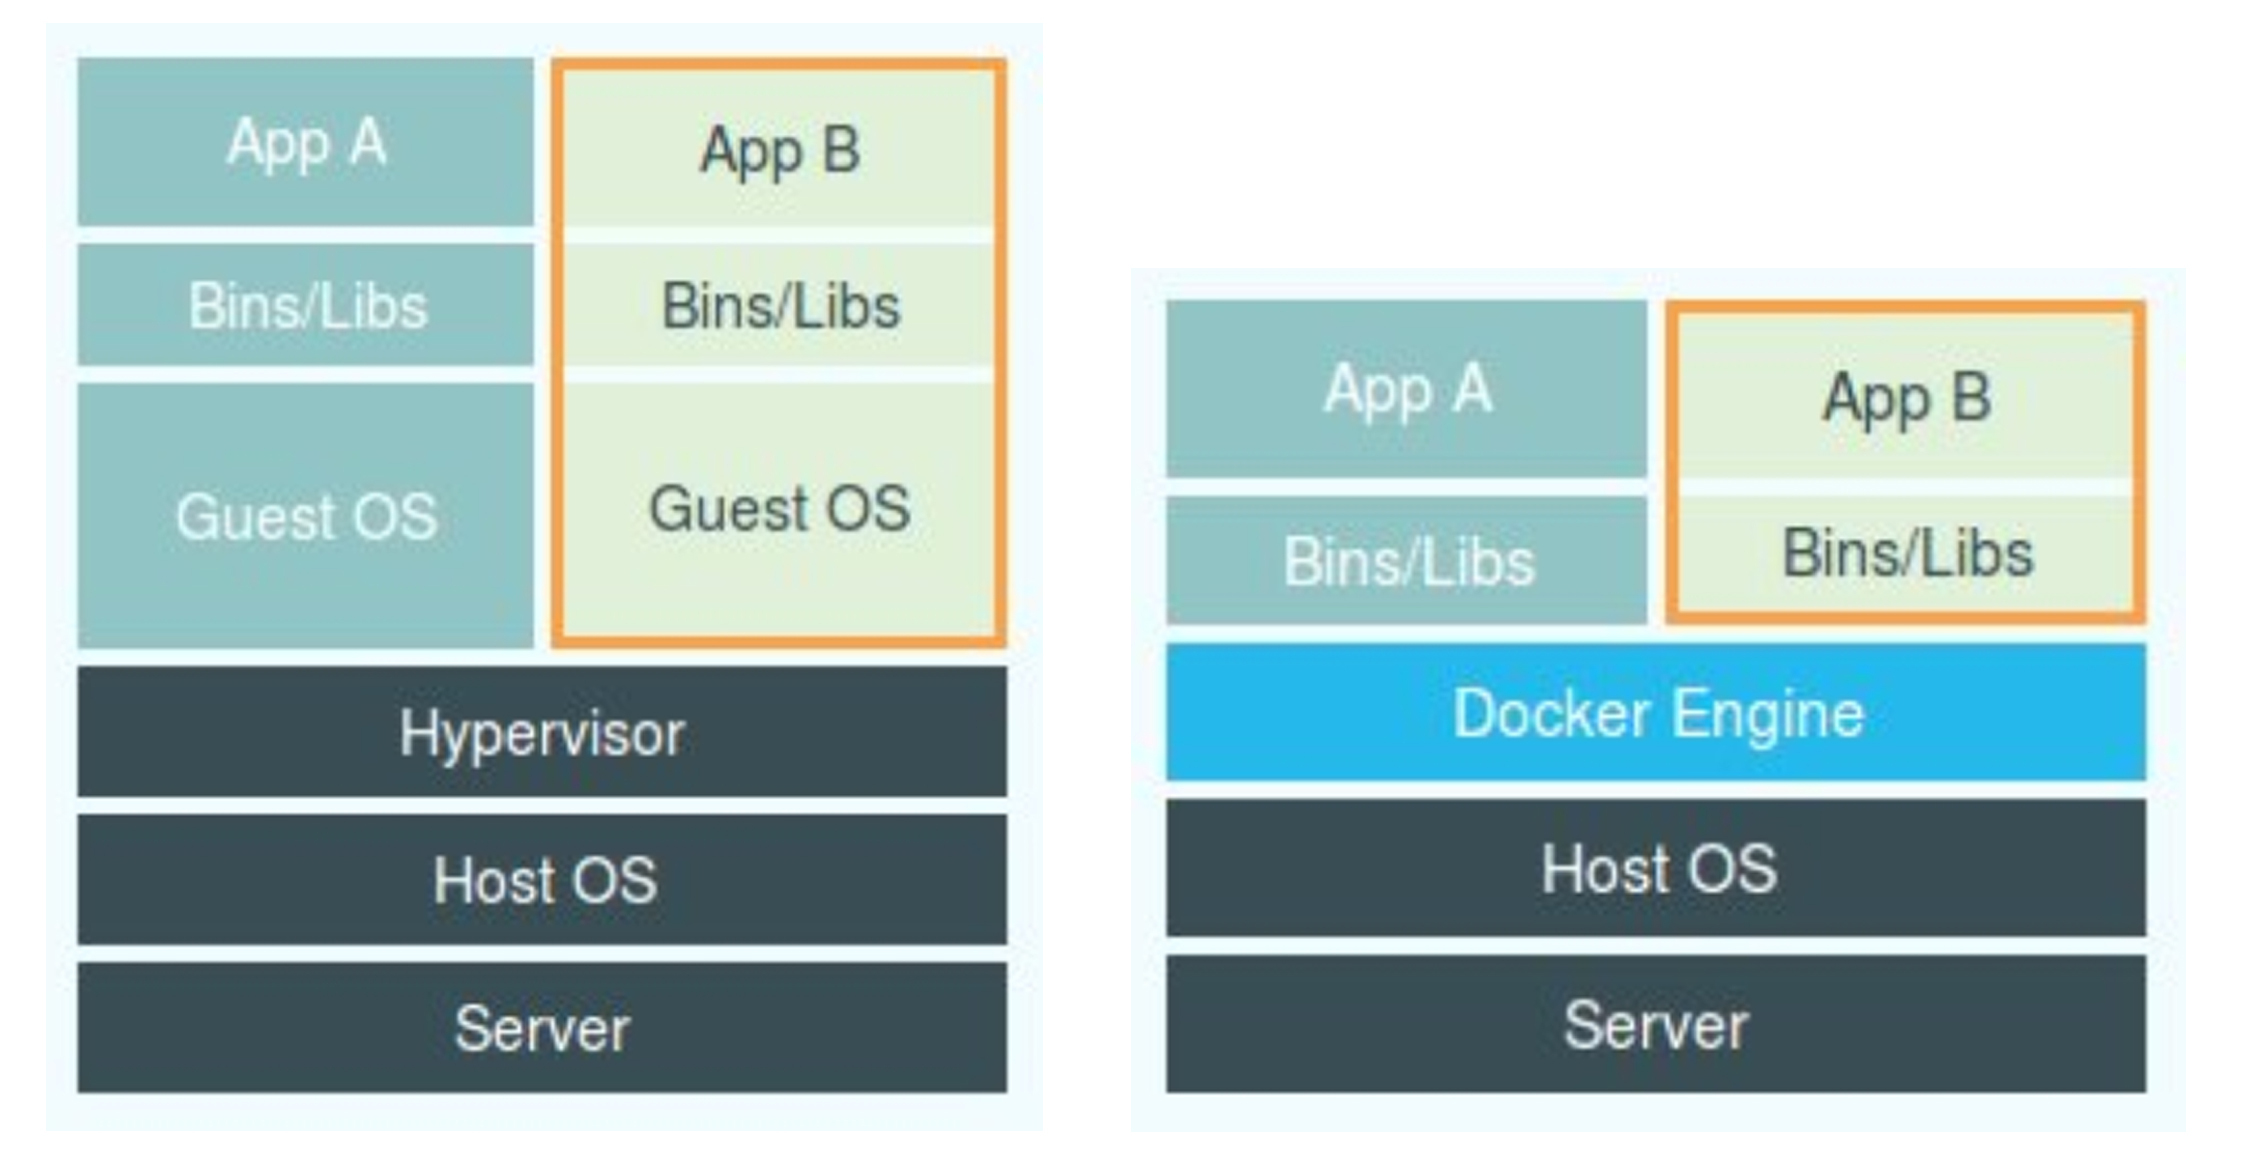 App A
App B
Bins/Libs
Bins/Libs
Guest OS
Guest OS
Hypervisor
Host OS
Server
App A
App B
Bins/Libs
Bins/Libs
Docker Engine
Host OS
Server